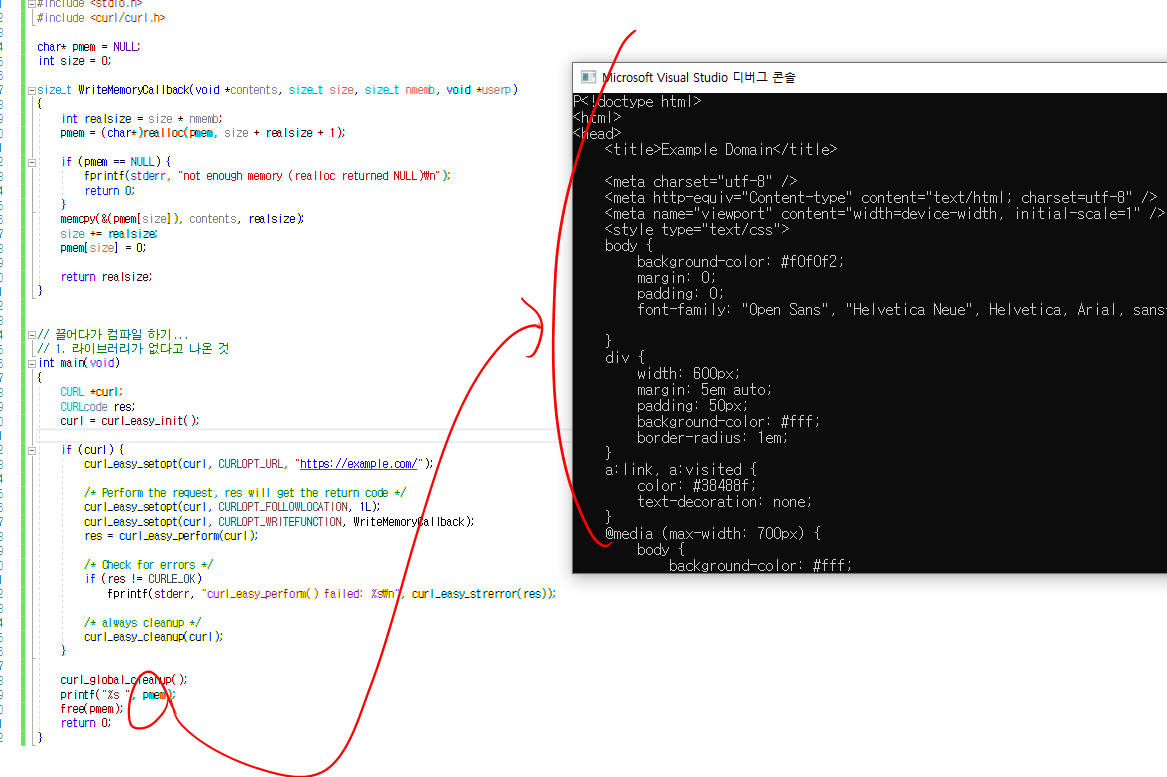 #include <stdio.h>
#include <curl/curl.h>
char* pmem = NULL;
int size = 0;
size_t WriteMemoryCallback(void *contents, size_t size, size_t nmemb, void *userp)
{
int realsize = size * nmemb;
pmem = (char*)realloc(pmem, size + realsize + 1);
if (pmem == NULL) {
fprintf(stderr, "not enough memory (realloc returned NULL)₩n");
return 0;
}
memcpy(&(pmem[size]), contents, realsize);
size += realsize;
pmem[size] = 0;
return realsize;
}
// 끌어다가 컴파일 하기...
// 1. 라이브러리가 없다고 나온 것
int main(void)
{
CURL *curl;
CURLcode res;
curl = curl_easy_init();
if (curl) {
curl_easy_setopt(curl, CURLOPT_URL, "https://example.com/");
/* Perform the request, res will get the return code */
curl_easy_setopt(curl, CURLOPT_FOLLOWLOCATION, 1L);
curl_easy_setopt(curl, CURLOPT_WRITEFUNCTION, WriteMemoryCallback);
res = curl_easy_perform(curl);
/* Check for errors */
if (res != CURLE_OK)
fprintf(stderr, "curl_easy_perform() failed: %s₩n", curl_easy_strerror(res));
/* always cleanup */
curl_easy_cleanup(curl);
}
curl_global_cleanup();
printf("%s ", pmem);
free(pmem);
return 0;
}
Microsoft Visual Studio 디버그 콘솔
P<!doctype html>
<html>
<head>
<title>Example Domain</title>
<meta charset="utf-8" />
<meta http-equiv="Content-type" content="text/html; charset=utf-8" />
<meta name="viewport" content="width=device-width, initial-scale=1" />
<style type="text/css">
body {
background-color: #f0f0f2;
margin: 0;
padding: 0;
font-family: "Open Sans", "Helvetica Neue", Helvetica, Arial, sans-
}
div {
width: 600px;
margin: 5em auto;
padding: 50px;
background-color: #fff;
border-radius: 1em;
}
a:link, a:visited {
color: #38488f;
text-decoration: none;
}
@media (max-width: 700px) {
body {
background-color: #fff;